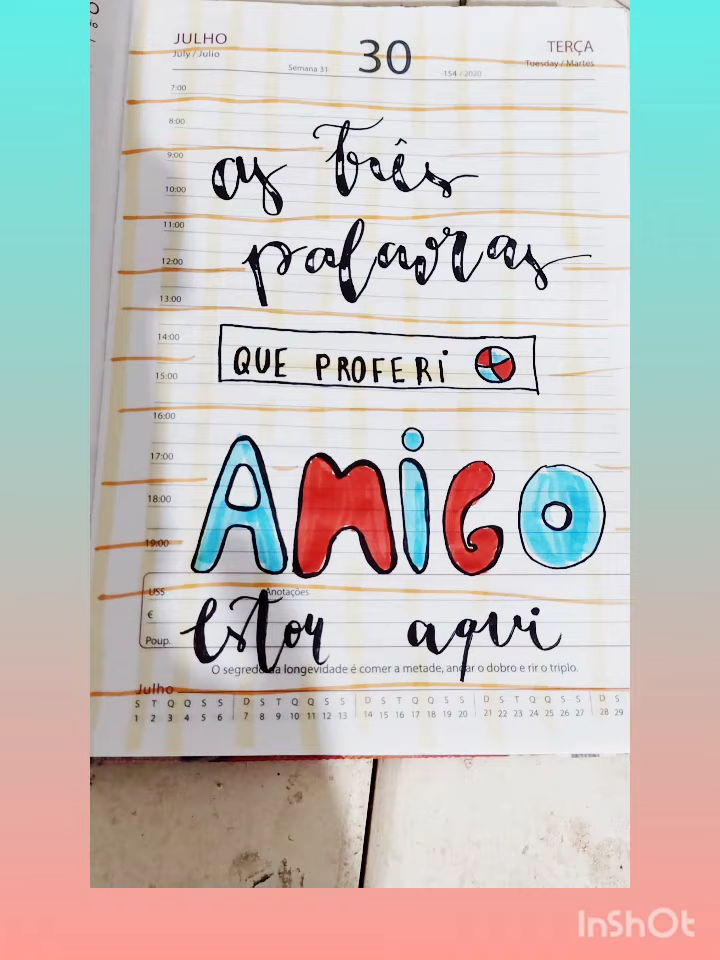 JULHO
July / Julio
30
TERÇA
Tuesday / Martes
Semana 31
7:00
8:00
9:00
10:00
11:00
12:00
13:00
14:00
15:00
16:00
17:00
18:00
19:00
as três
palavras
QUE PROFERi
AMiGO
estou aqui
US$
Anotações
€
Poup.
O segredo da longevidade é comer a metade, andar o dobro e rir o triplo.
Julho
S T Q Q S S D S T Q Q S S D S T Q Q S S D S T Q Q S S D S
1 2 3 4 5 6 7 8 9 10 11 12 13 14 15 16 17 18 19 20 21 22 23 24 25 26 27 28 29
InShOt